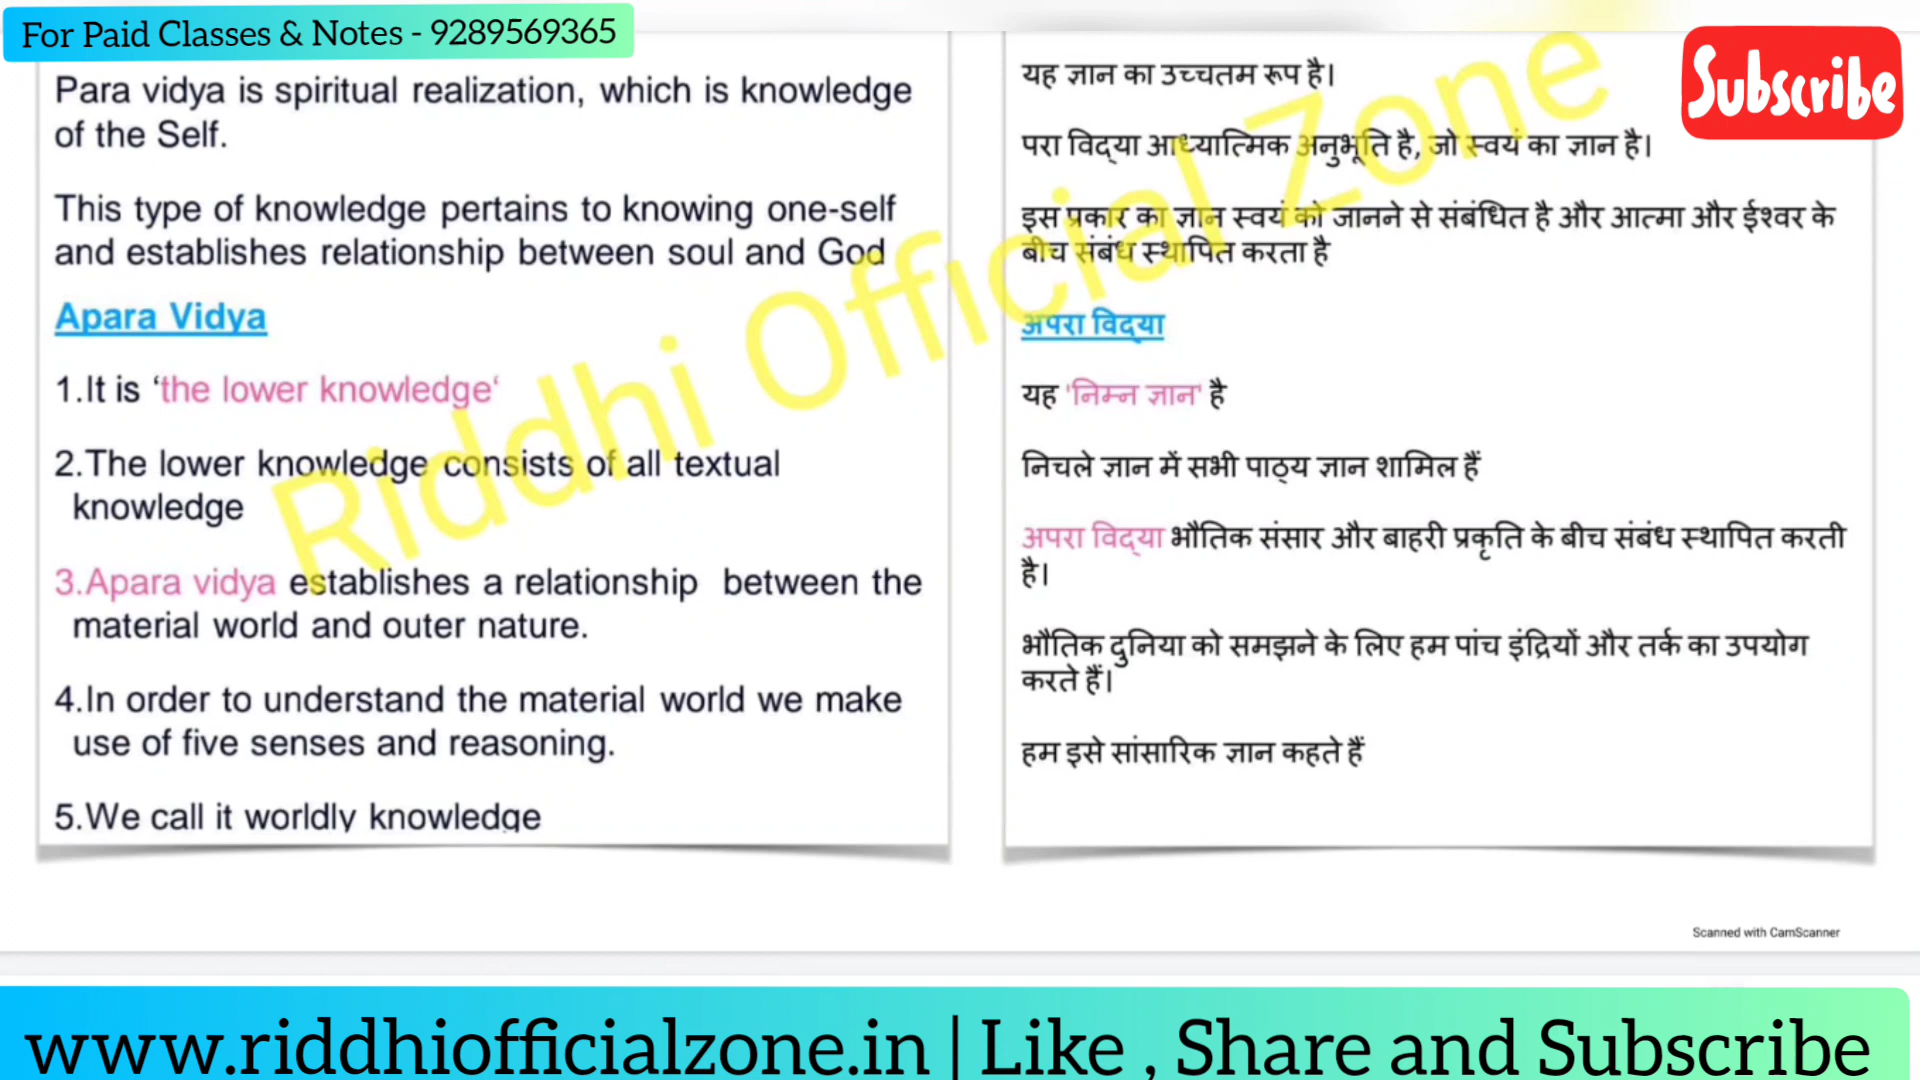 For Paid Classes & Notes - 9289569365
Subscribe
Para vidya is spiritual realization, which is knowledge
of the Self.
This type of knowledge pertains to knowing one-self
and establishes relationship between soul and God
Apara Vidya
1.It is ‘the lower knowledge‘
2.The lower knowledge consists of all textual
knowledge
3.Apara vidya establishes a relationship between the
material world and outer nature.
4.In order to understand the material world we make
use of five senses and reasoning.
5.We call it worldly knowledge
यह ज्ञान का उच्चतम रूप है।
परा विद्या आध्यात्मिक अनुभूति है, जो स्वयं का ज्ञान है।
इस प्रकार का ज्ञान स्वयं को जानने से संबंधित है और आत्मा और ईश्वर के
बीच संबंध स्थापित करता है
अपरा विद्या
यह 'निम्न ज्ञान' है
निचले ज्ञान में सभी पाठ्य ज्ञान शामिल हैं
अपरा विद्या भौतिक संसार और बाहरी प्रकृति के बीच संबंध स्थापित करती
है।
भौतिक दुनिया को समझने के लिए हम पांच इंद्रियों और तर्क का उपयोग
करते हैं।
हम इसे सांसारिक ज्ञान कहते हैं
Riddhi Official Zone
Scanned with CamScanner
www.riddhiofficialzone.in | Like , Share and Subscribe